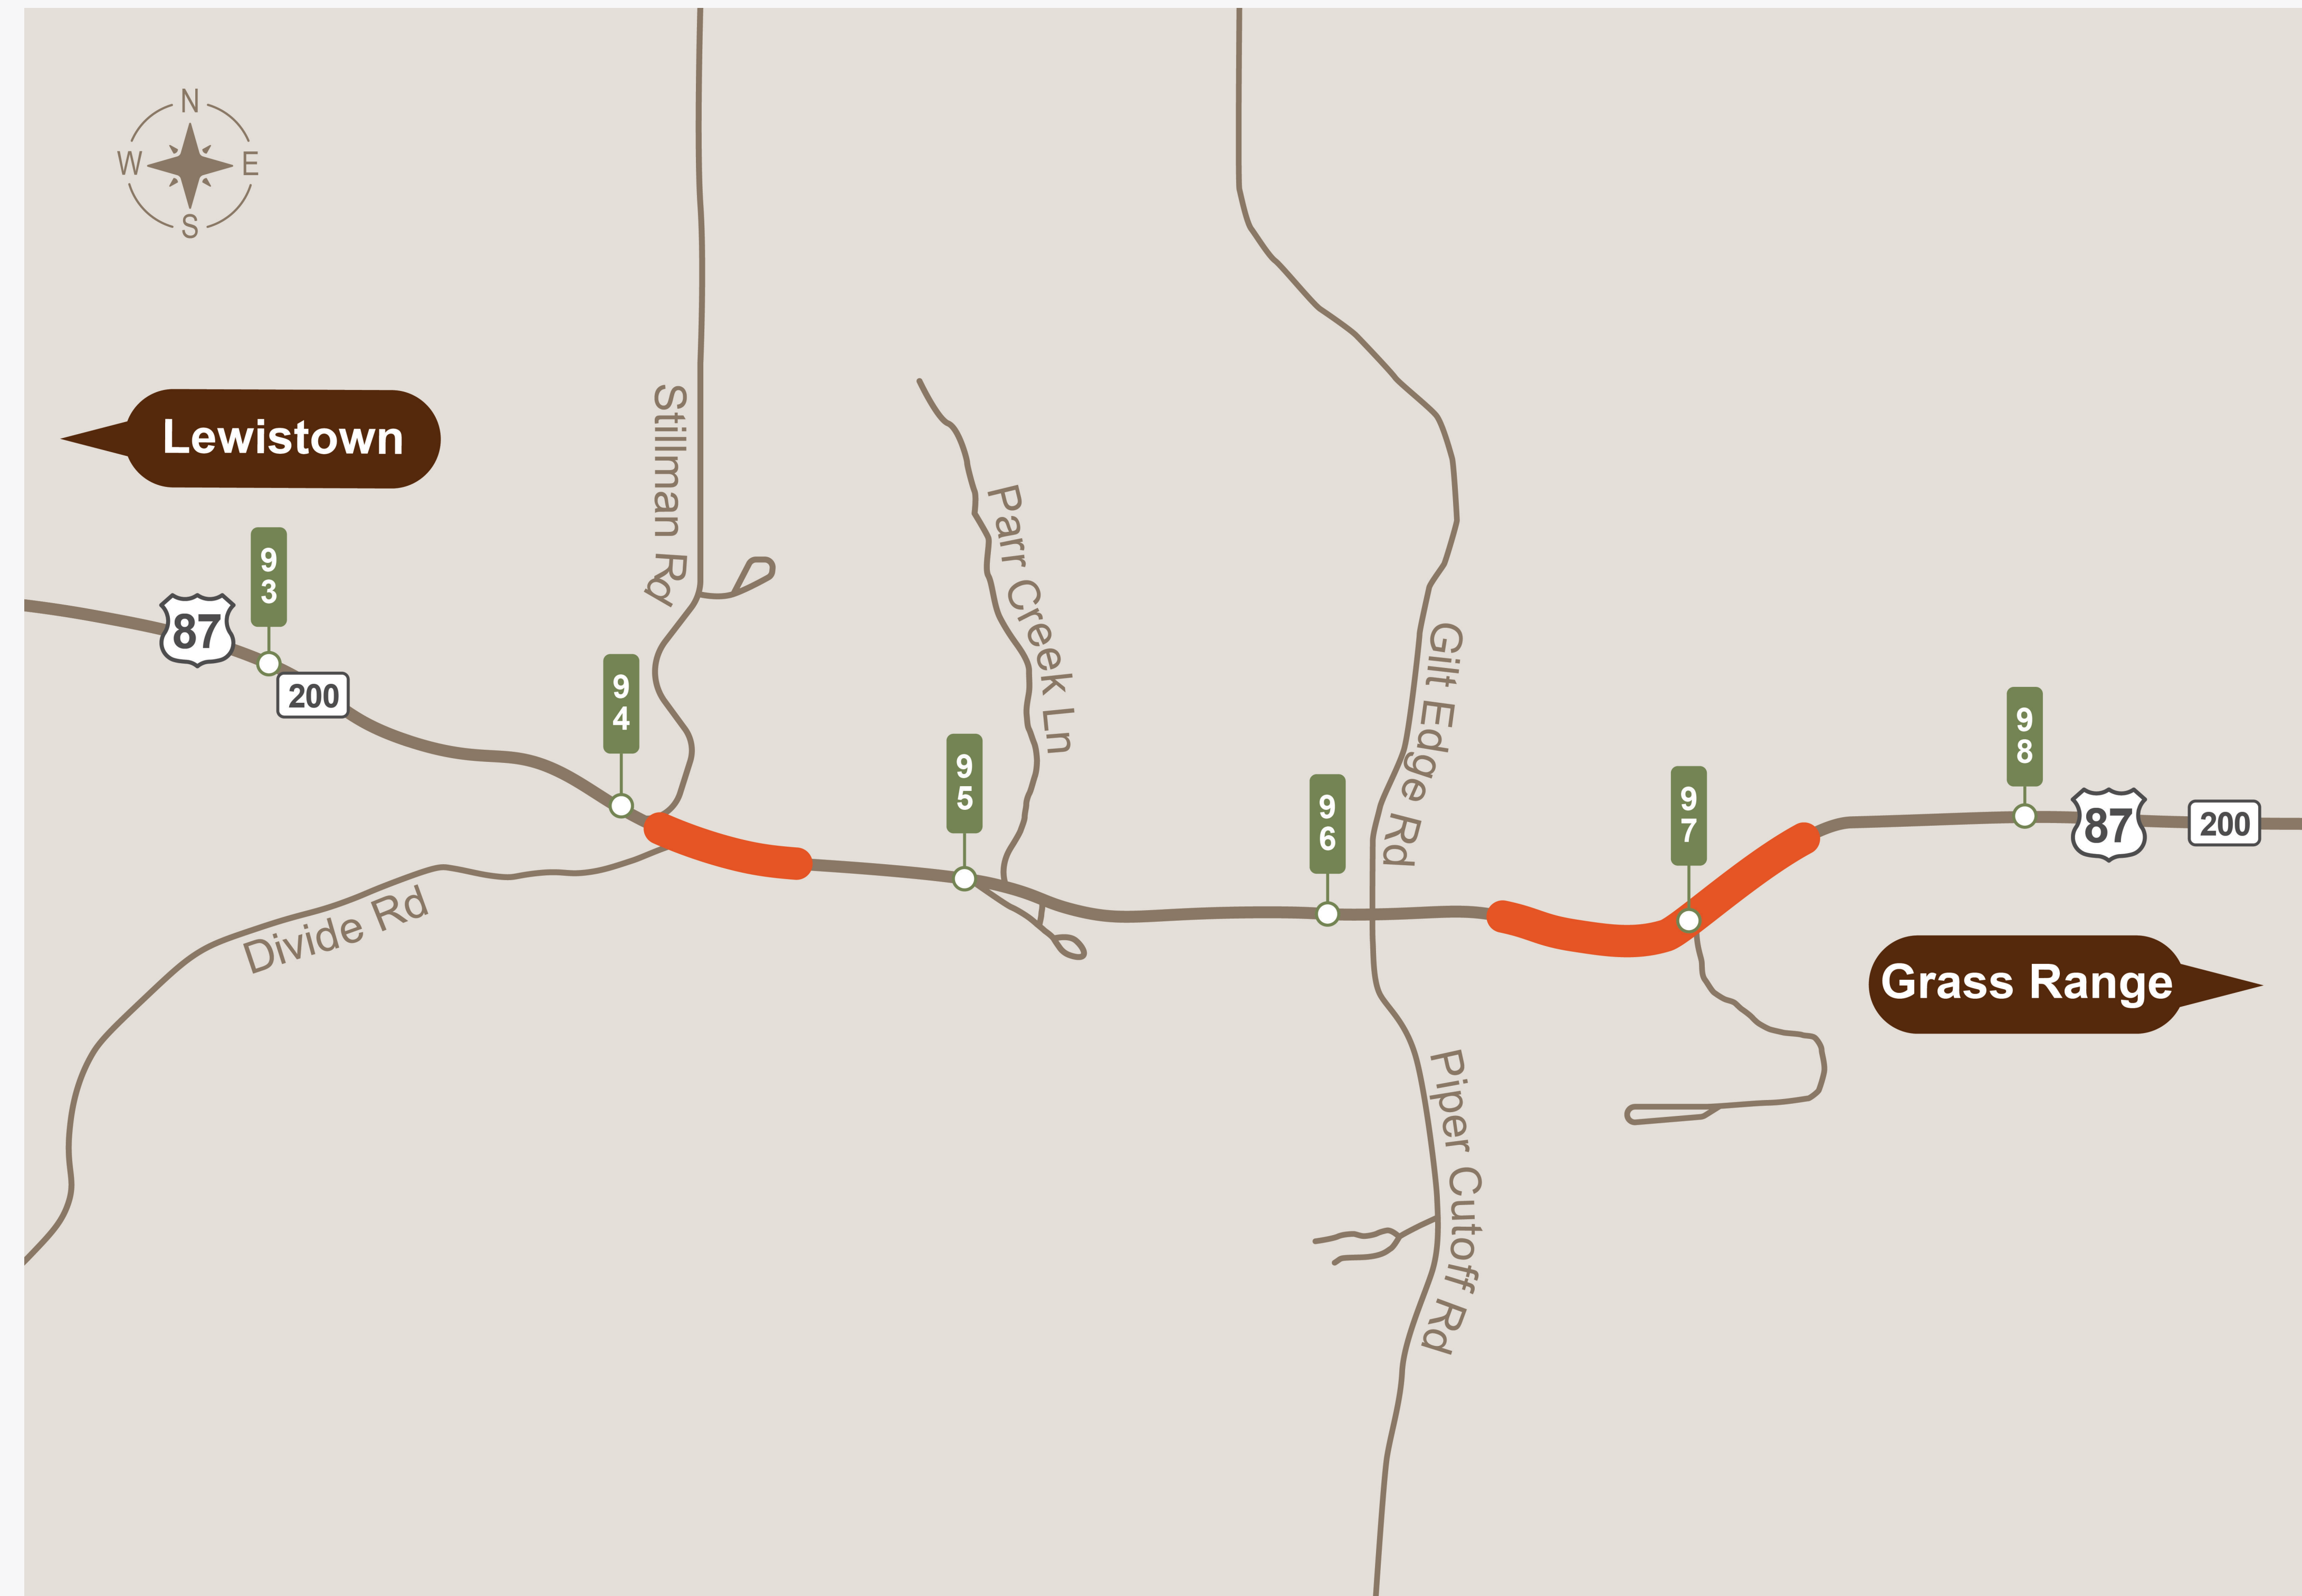 N
W
E
S
Lewistown
Stillman Rd
Parr Creek Ln
93
87
200
94
Gilt Edge Rd
95
96
97
98
87
200
Divide Rd
Grass Range
Piper Cutoff Rd